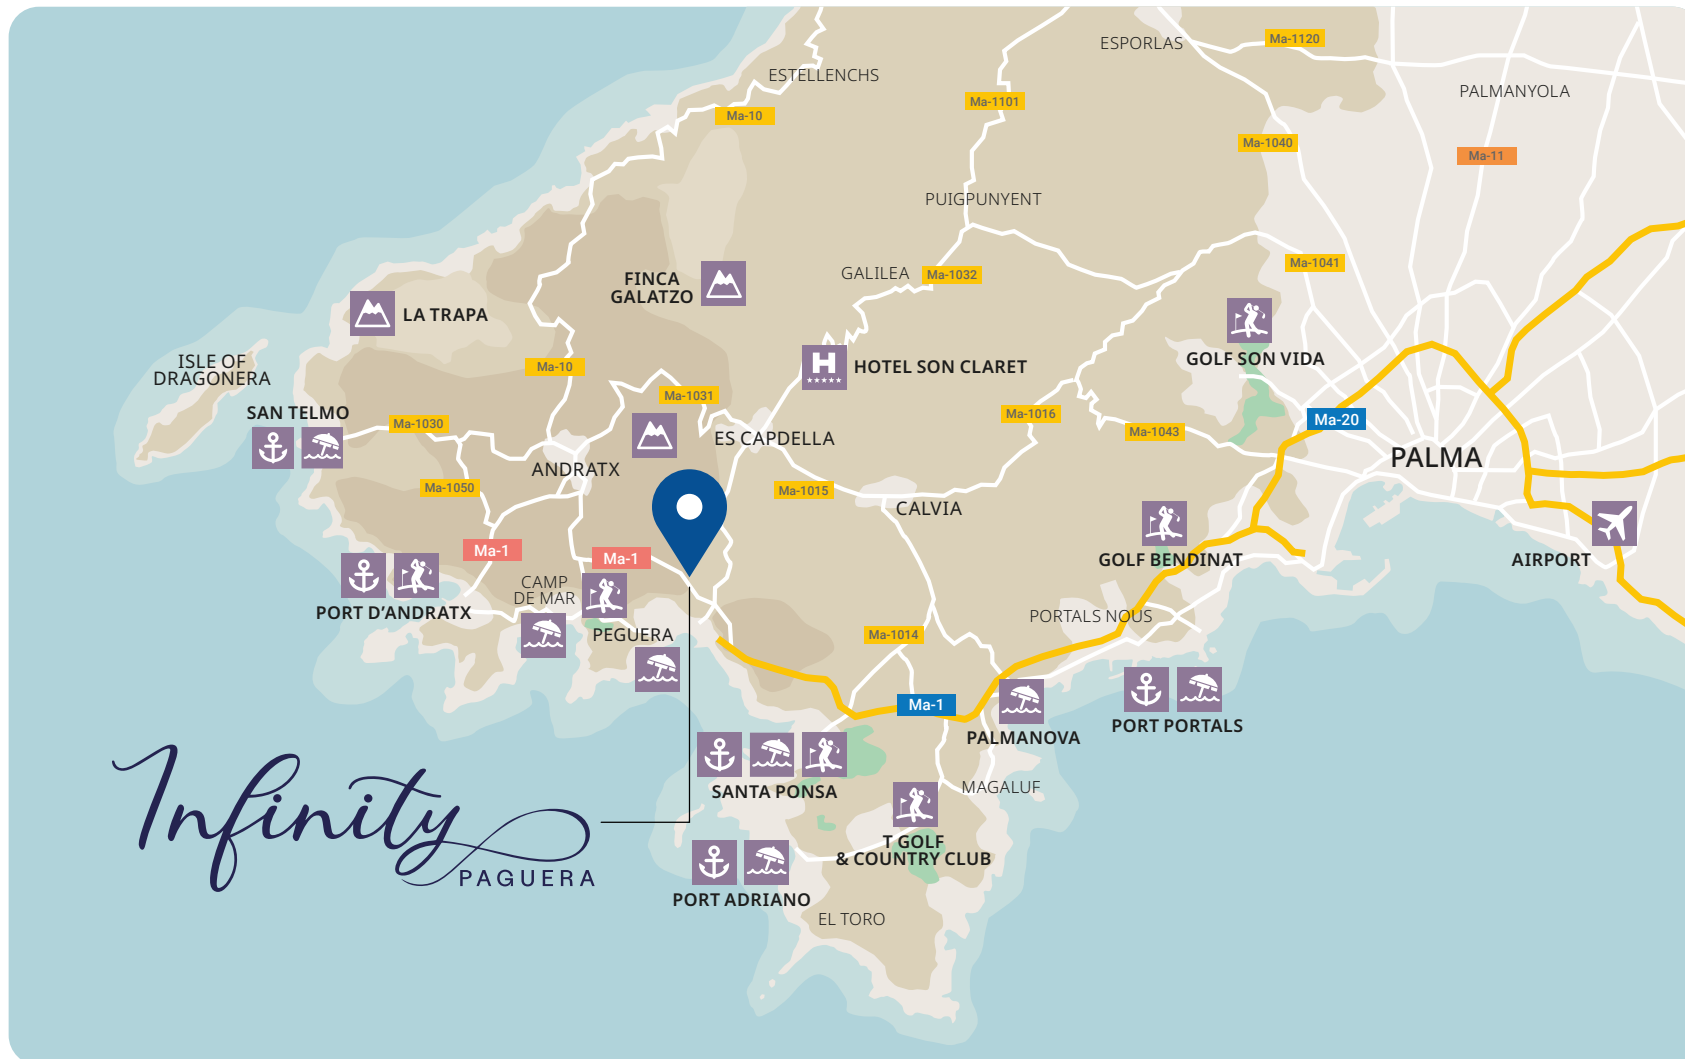 ESPORLAS
Ma-1120
ESTELLENCHS
PALMANYOLA
Ma-1101
Ma-10
Ma-1040
Ma-11
PUIGPUNYENT
FINCA
GALATZO
GALILEA
Ma-1032
Ma-1041
LA TRAPA
ISLE OF
DRAGONERA
HOTEL SON CLARET
H
GOLF SON VIDA
Ma-10
Ma-1031
SAN TELMO
Ma-1030
Ma-1016
Ma-1043
Ma-20
ES CAPDELLA
PALMA
ANDRATX
Ma-1050
Ma-1015
CALVIA
Ma-1
Ma-1
GOLF BENDINAT
AIRPORT
CAMP
DE MAR
PORT D’ANDRATX
PORTALS NOUS
PEGUERA
Ma-1014
Ma-1
PORT PORTALS
PALMANOVA
SANTA PONSA
MAGALUF
Infinity
PAGUERA
T GOLF
& COUNTRY CLUB
PORT ADRIANO
EL TORO